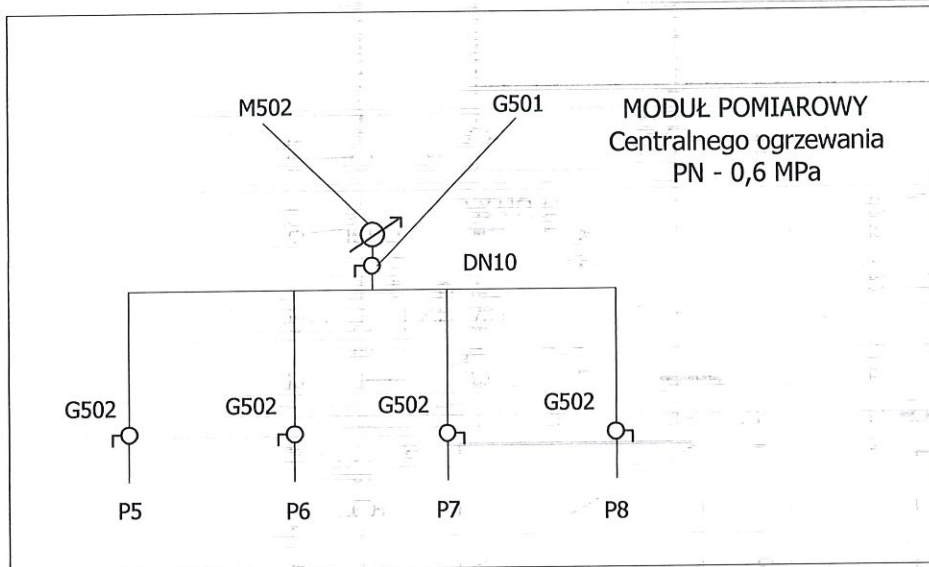 M502
G501
MODUŁ POMIAROWY
Centralnego ogrzewania
PN - 0,6 MPa
DN10
G502
G502
G502
G502
P5
P6
P7
P8